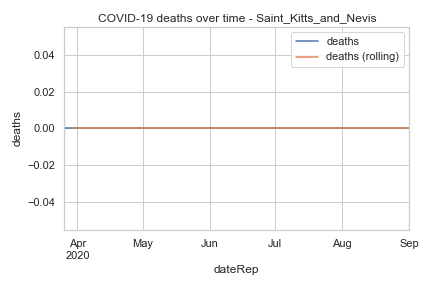 COVID-19 deaths over time - Saint_Kitts_and_Nevis
deaths
deaths (rolling)
0.04
0.02
0.00
−0.02
−0.04
deaths
Apr
2020
May
Jun
Jul
Aug
Sep
dateRep